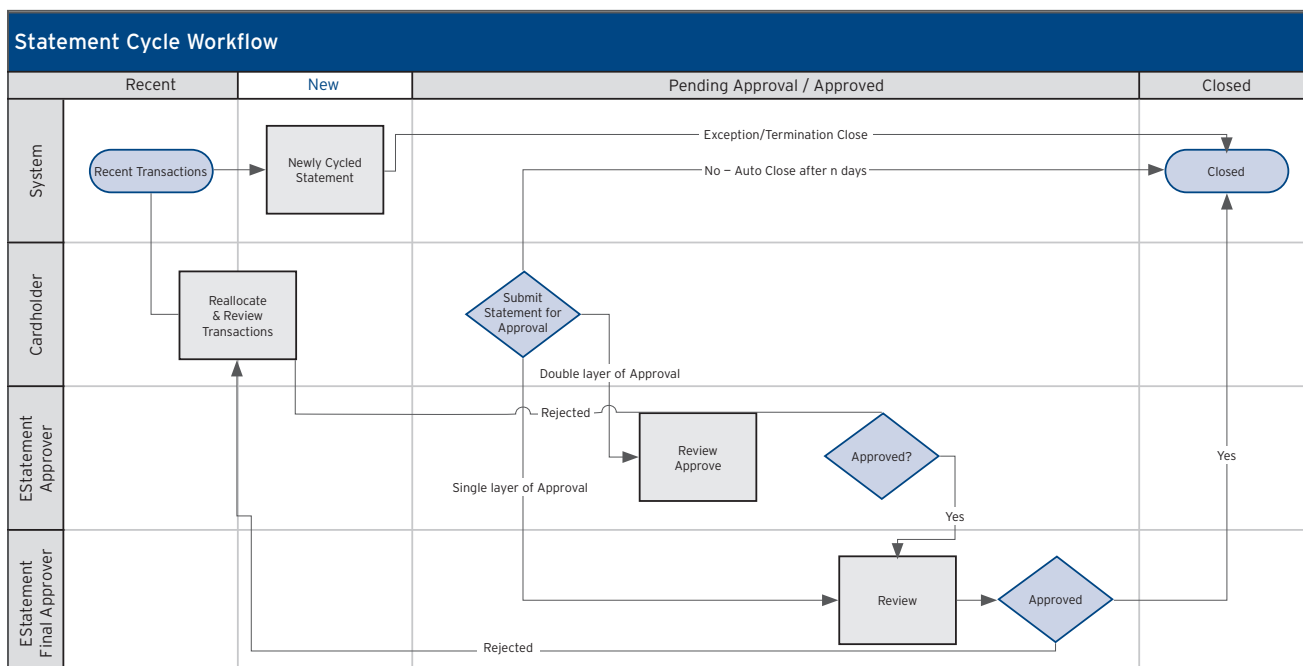 Statement Cycle Workflow
Recent
New
Pending Approval / Approved
Closed
System
Recent Transactions
Newly Cycled
Statement
Exception/Termination Close
No – Auto Close after n days
Closed
Cardholder
Reallocate
& Review
Transactions
Submit
Statement for
Approval
Double layer of Approval
EStatement
Approver
Rejected
Review
Approve
Approved?
Yes
Single layer of Approval
Yes
EStatement
Final Approver
Review
Approved
Rejected